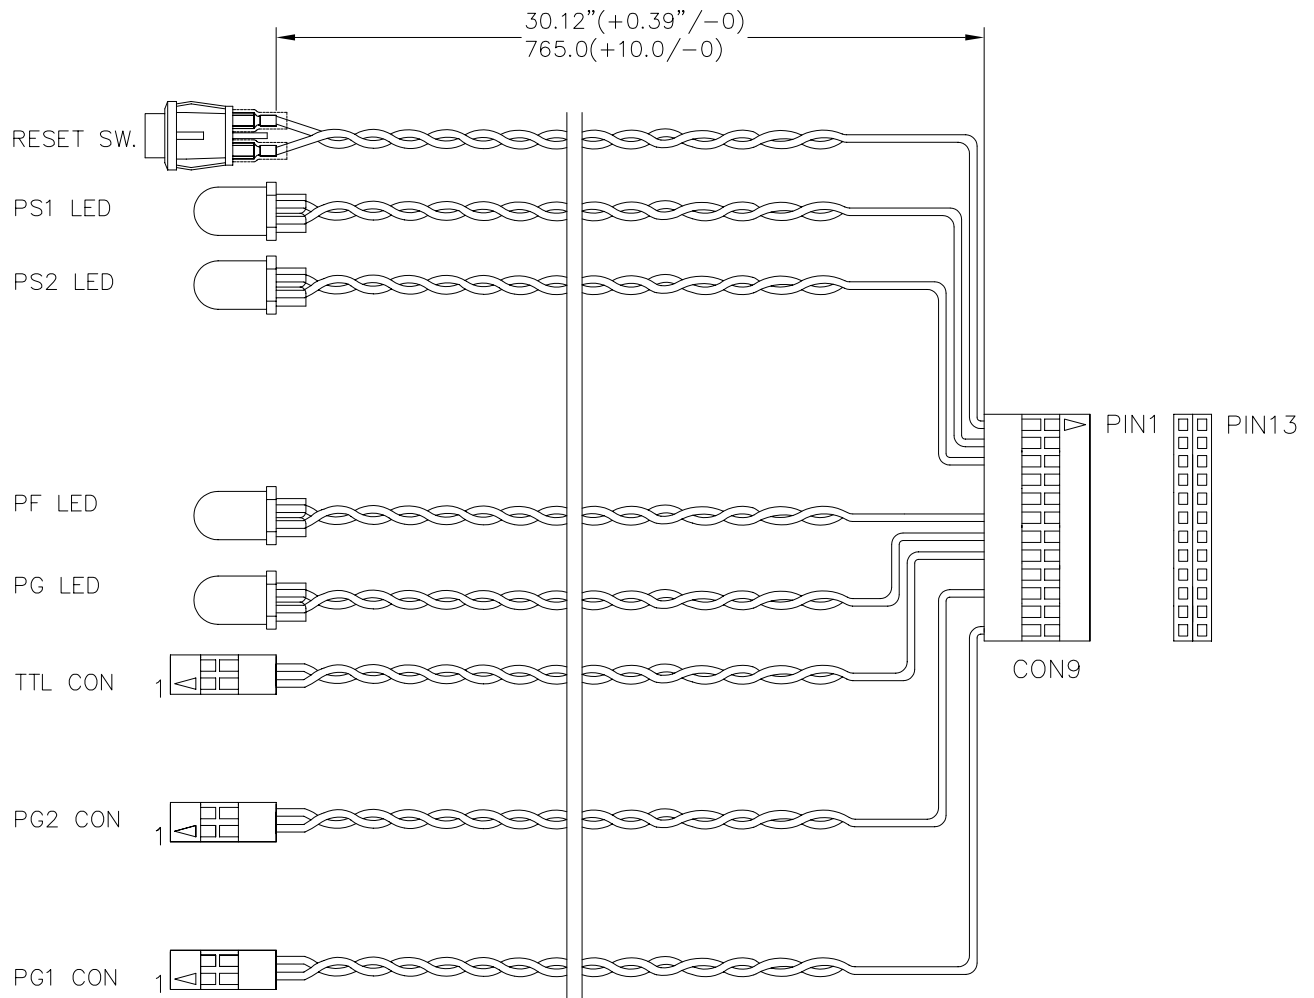 30.12”(+0.39”/-0)
765.0(+10.0/-0)
RESET SW.
PS1 LED
PS2 LED
PIN1
PIN13
PF LED
PG LED
CON9
TTL CON
1
PG2 CON
1
PG1 CON
1